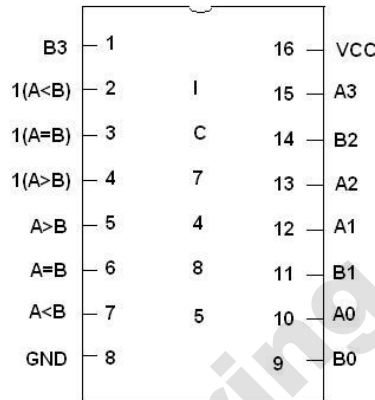 B3 1 16 VCC
1(A<B) 2 I 15 A3
1(A=B) 3 C 14 B2
1(A>B) 4 7 13 A2
A>B 5 4 12 A1
A=B 6 8 11 B1
A<B 7 5 10 A0
GND 8 9 B0
ring